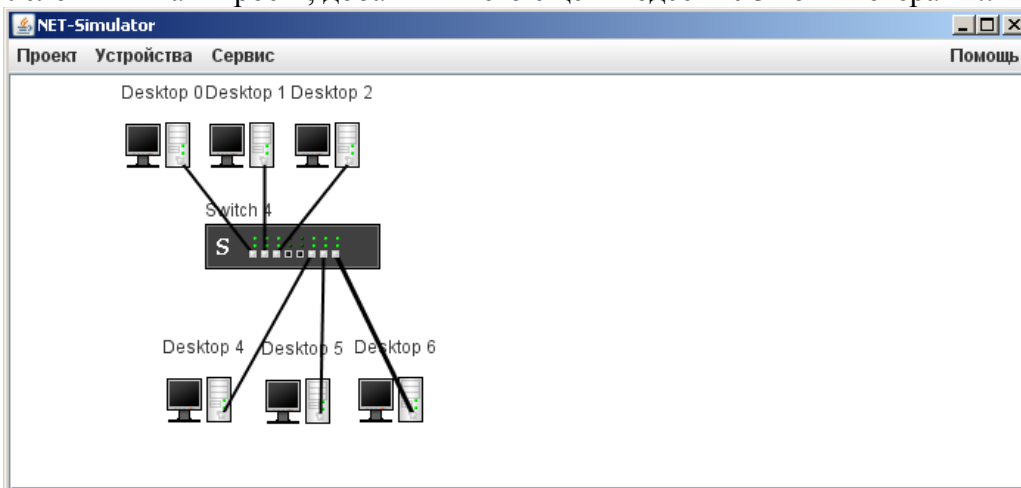 NET-Simulator
Проект Устройства Сервис Помощь
Desktop 0 Desktop 1 Desktop 2
Switch 4
S
Desktop 4 Desktop 5 Desktop 6